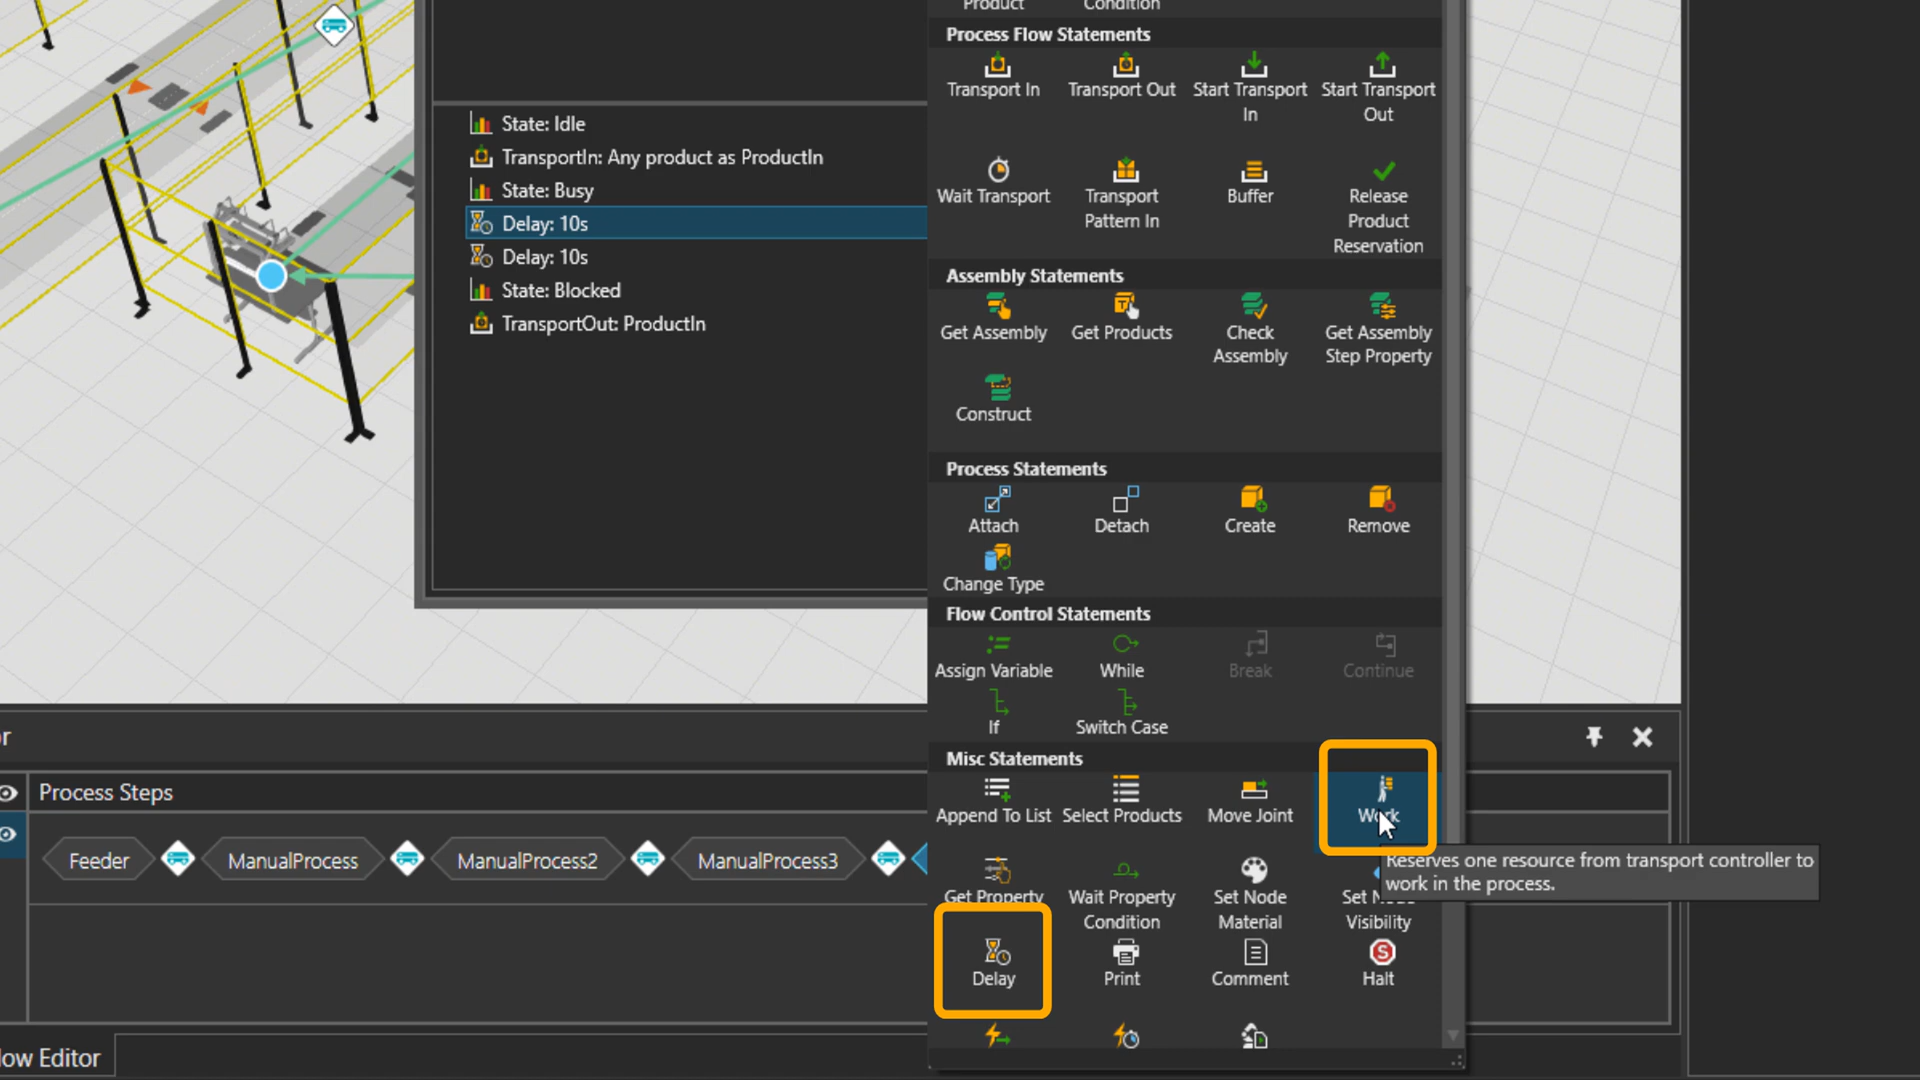 Product
Condition
Process Flow Statements
Transport In
Transport Out
Start Transport
In
Start Transport
Out
Wait Transport
Transport
Pattern In
Buffer
Release
Product
Reservation
Assembly Statements
Get Assembly
Get Products
Check
Assembly
Get Assembly
Step Property
Construct
Process Statements
Attach
Detach
Create
Remove
Change Type
Flow Control Statements
Assign Variable
While
Break
Continue
If
Switch Case
Misc Statements
Append To List
Select Products
Move Joint
Work
Get Property
Wait Property
Condition
Set Node
Material
Set N
Visibility
Delay
Print
Comment
Halt
Reserves one resource from transport controller to
work in the process.
State: Idle
TransportIn: Any product as ProductIn
State: Busy
Delay: 10s
Delay: 10s
State: Blocked
TransportOut: ProductIn
r
Process Steps
Feeder
ManualProcess
ManualProcess2
ManualProcess3
low Editor